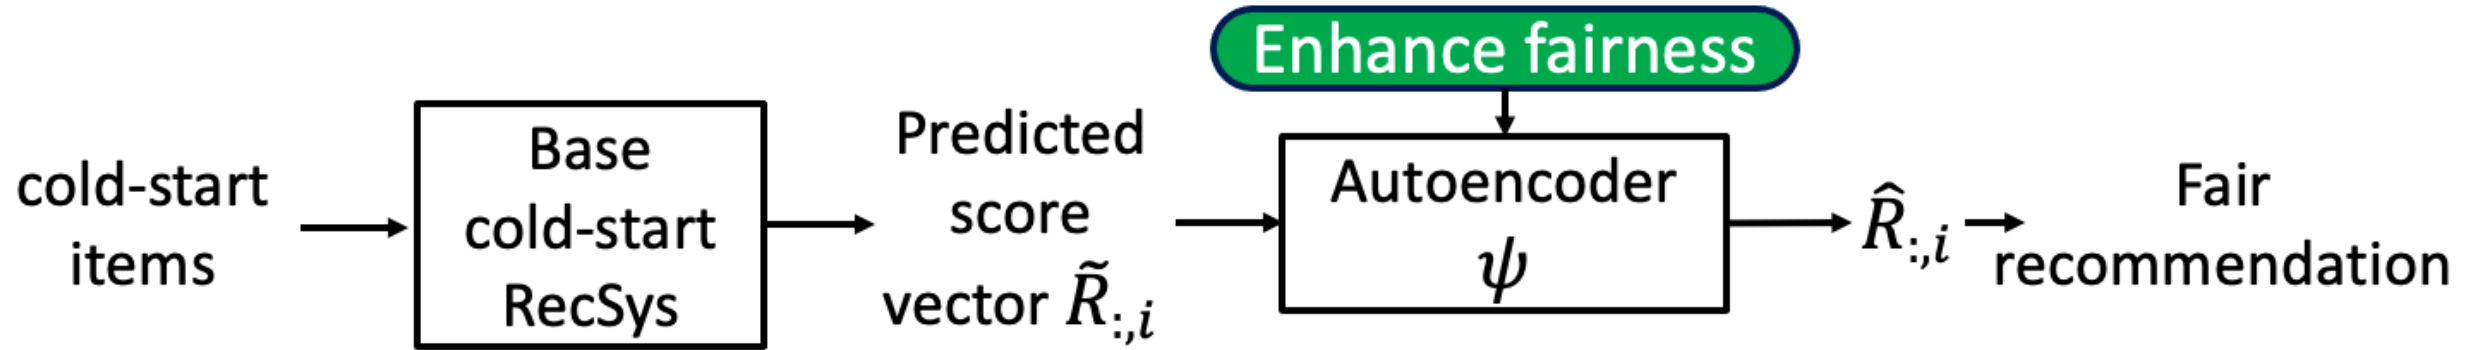 Enhance fairness
cold-start
items
Base
cold-start
RecSys
Predicted
score
vector R̃:,i
Autoencoder
ψ
R̂:,i
Fair
recommendation